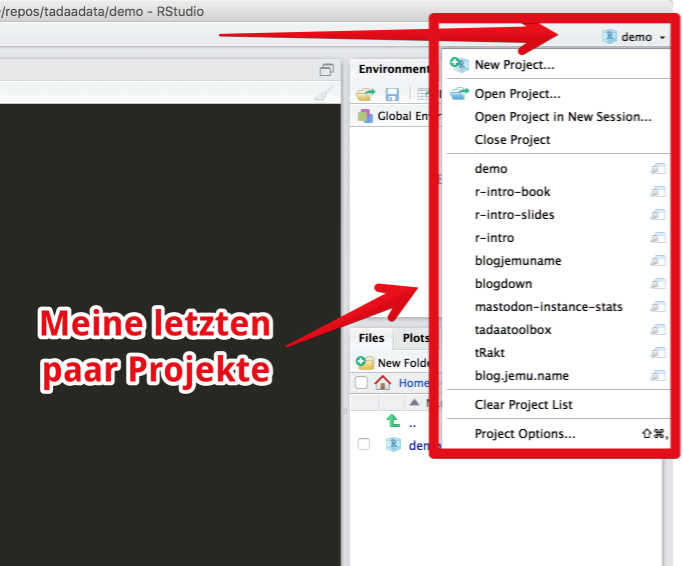 ~/repos/tadaadata/demo - RStudio
demo
New Project...
Open Project...
Open Project in New Session...
Close Project
demo
r-intro-book
r-intro-slides
r-intro
blogjemuname
blogdown
mastodon-instance-stats
tadaatoolbox
tRakt
blog.jemu.name
Clear Project List
Project Options... ⇧⌘,
Environment
Global En
Meine letzten
paar Projekte
Files Plots
New Folde
Home
..
dem